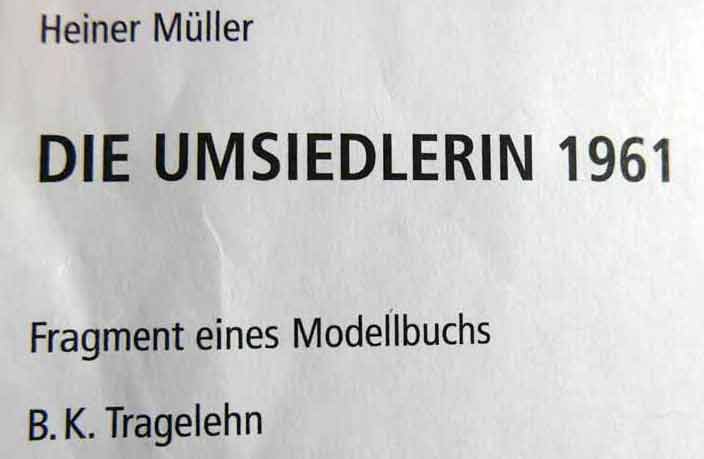 Heiner Müller
DIE UMSIEDLERIN 1961
Fragment eines Modellbuchs
B. K. Tragelehn